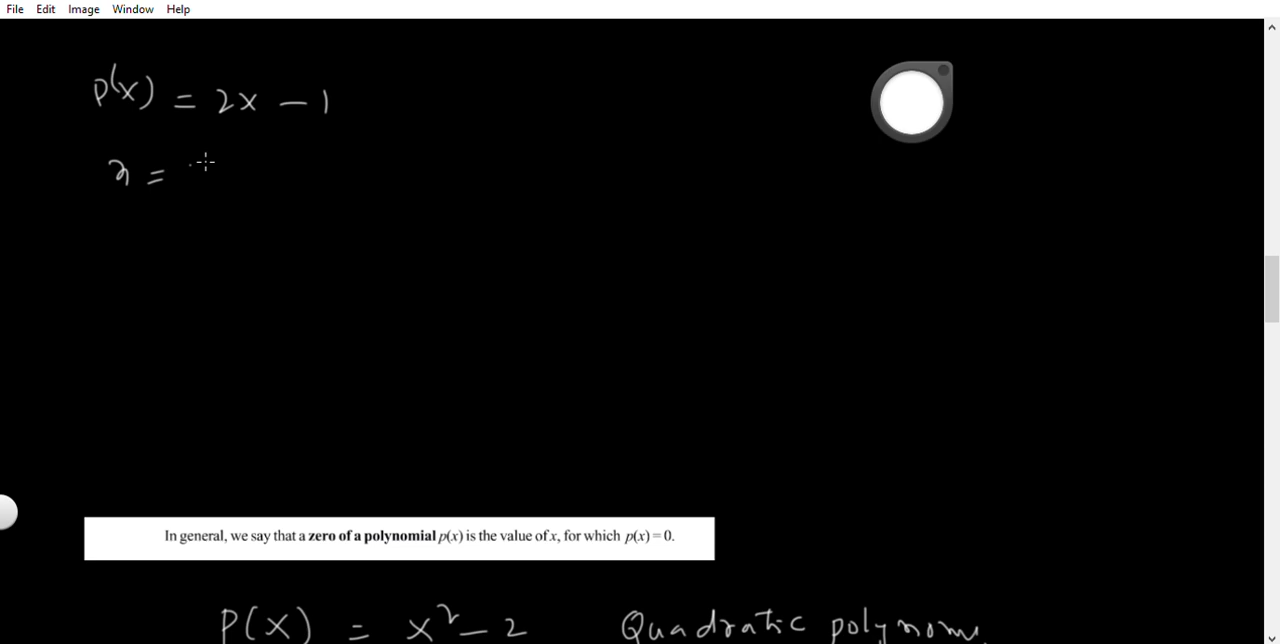 File Edit Image Window Help
p(x) = 2x - 1
x =
In general, we say that a zero of a polynomial p(x) is the value of x, for which p(x) = 0.
P(x) = x² - 2 Quadratic polynom